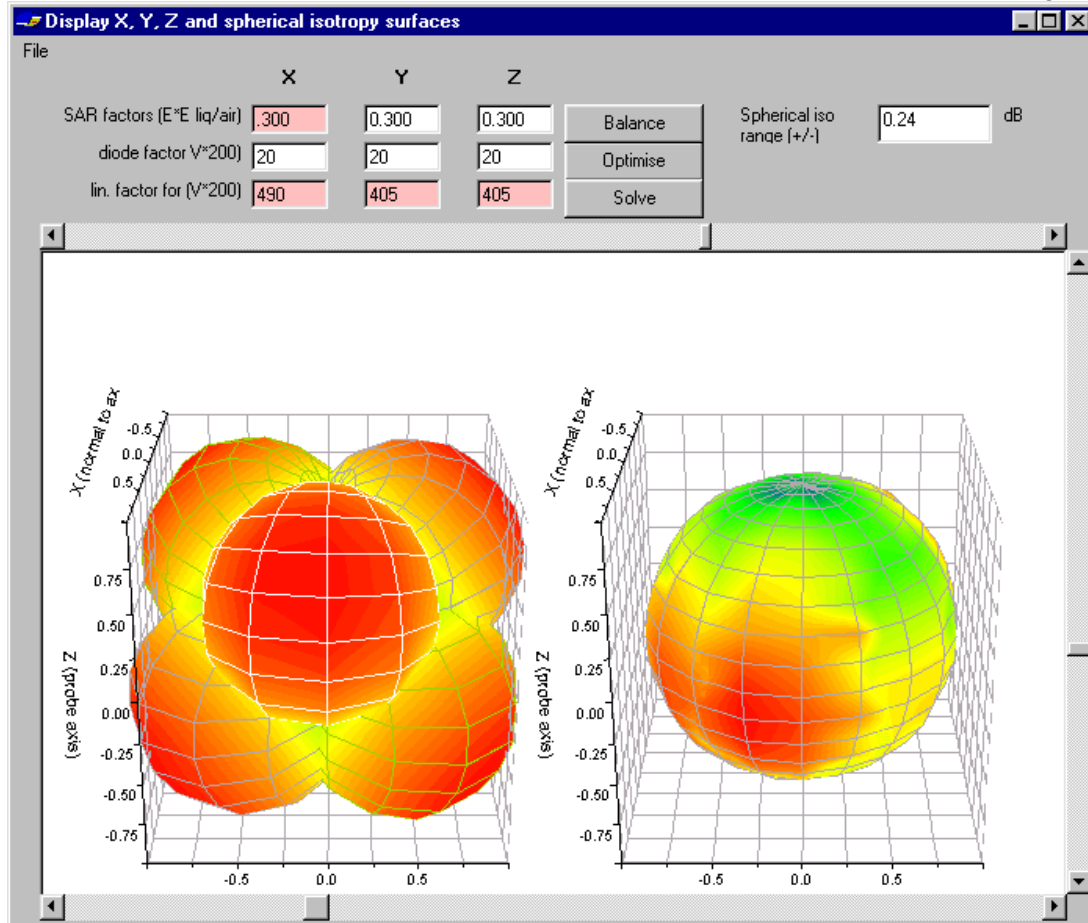 Display X, Y, Z and spherical isotropy surfaces
File
X Y Z
SAR factors (E*E liq/air) .300 0.300 0.300 Balance Spherical iso range (+/-) 0.24 dB
diode factor V*200) 20 20 20 Optimise
lin. factor for (V*200) 490 405 405 Solve
X (normal to ax
-0.5
0.0
0.5
0.75
0.50
0.25
0.00
-0.25
-0.50
-0.75
Z (probe axis)
-0.5 0.0 0.5
X (normal to ax
-0.5
0.0
0.5
0.75
0.50
0.25
0.00
-0.25
-0.50
-0.75
Z (probe axis)
-0.5 0.0 0.5